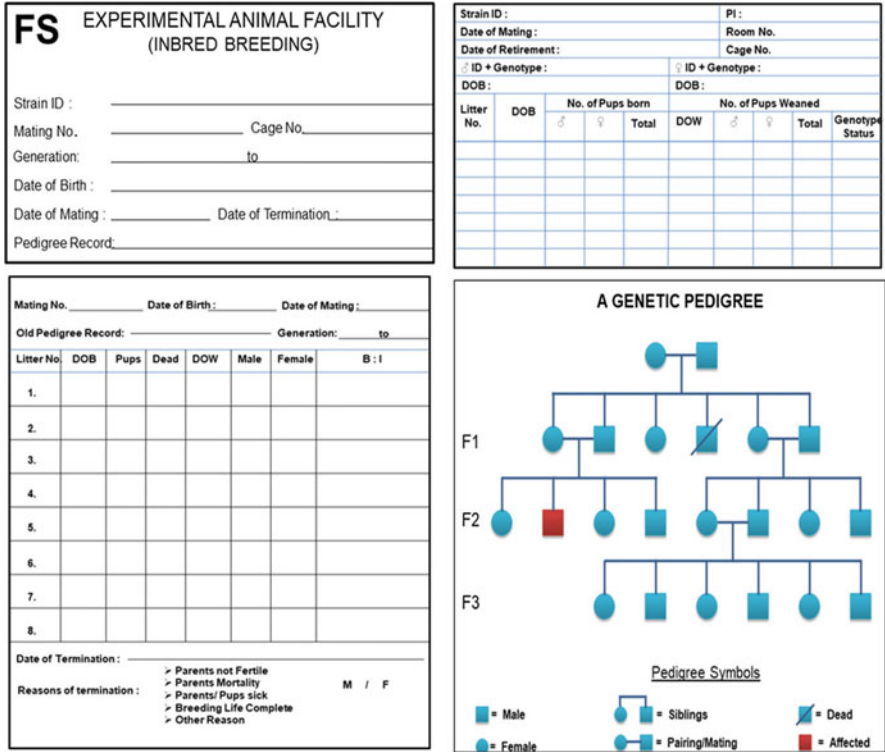 FS EXPERIMENTAL ANIMAL FACILITY
(INBRED BREEDING)
Strain ID :
Mating No. Cage No.
Generation: to
Date of Birth :
Date of Mating : Date of Termination :
Pedigree Record:
Strain ID : PI :
Date of Mating : Room No.
Date of Retirement : Cage No.
♂ ID + Genotype : ♀ ID + Genotype :
DOB : DOB :
Litter No. DOB No. of Pups born No. of Pups Weaned
♂ ♀ Total DOW ♂ ♀ Total Genotype Status
Mating No. Date of Birth : Date of Mating :
Old Pedigree Record: Generation: to
Litter No. DOB Pups Dead DOW Male Female B : I
1.
2.
3.
4.
5.
6.
7.
8.
Date of Termination :
Reasons of termination :
➢ Parents not Fertile
➢ Parents Mortality
➢ Parents/ Pups sick
➢ Breeding Life Complete
➢ Other Reason
M / F
A GENETIC PEDIGREE
F1
F2
F3
Pedigree Symbols
= Male = Siblings = Dead
= Female = Pairing/Mating = Affected